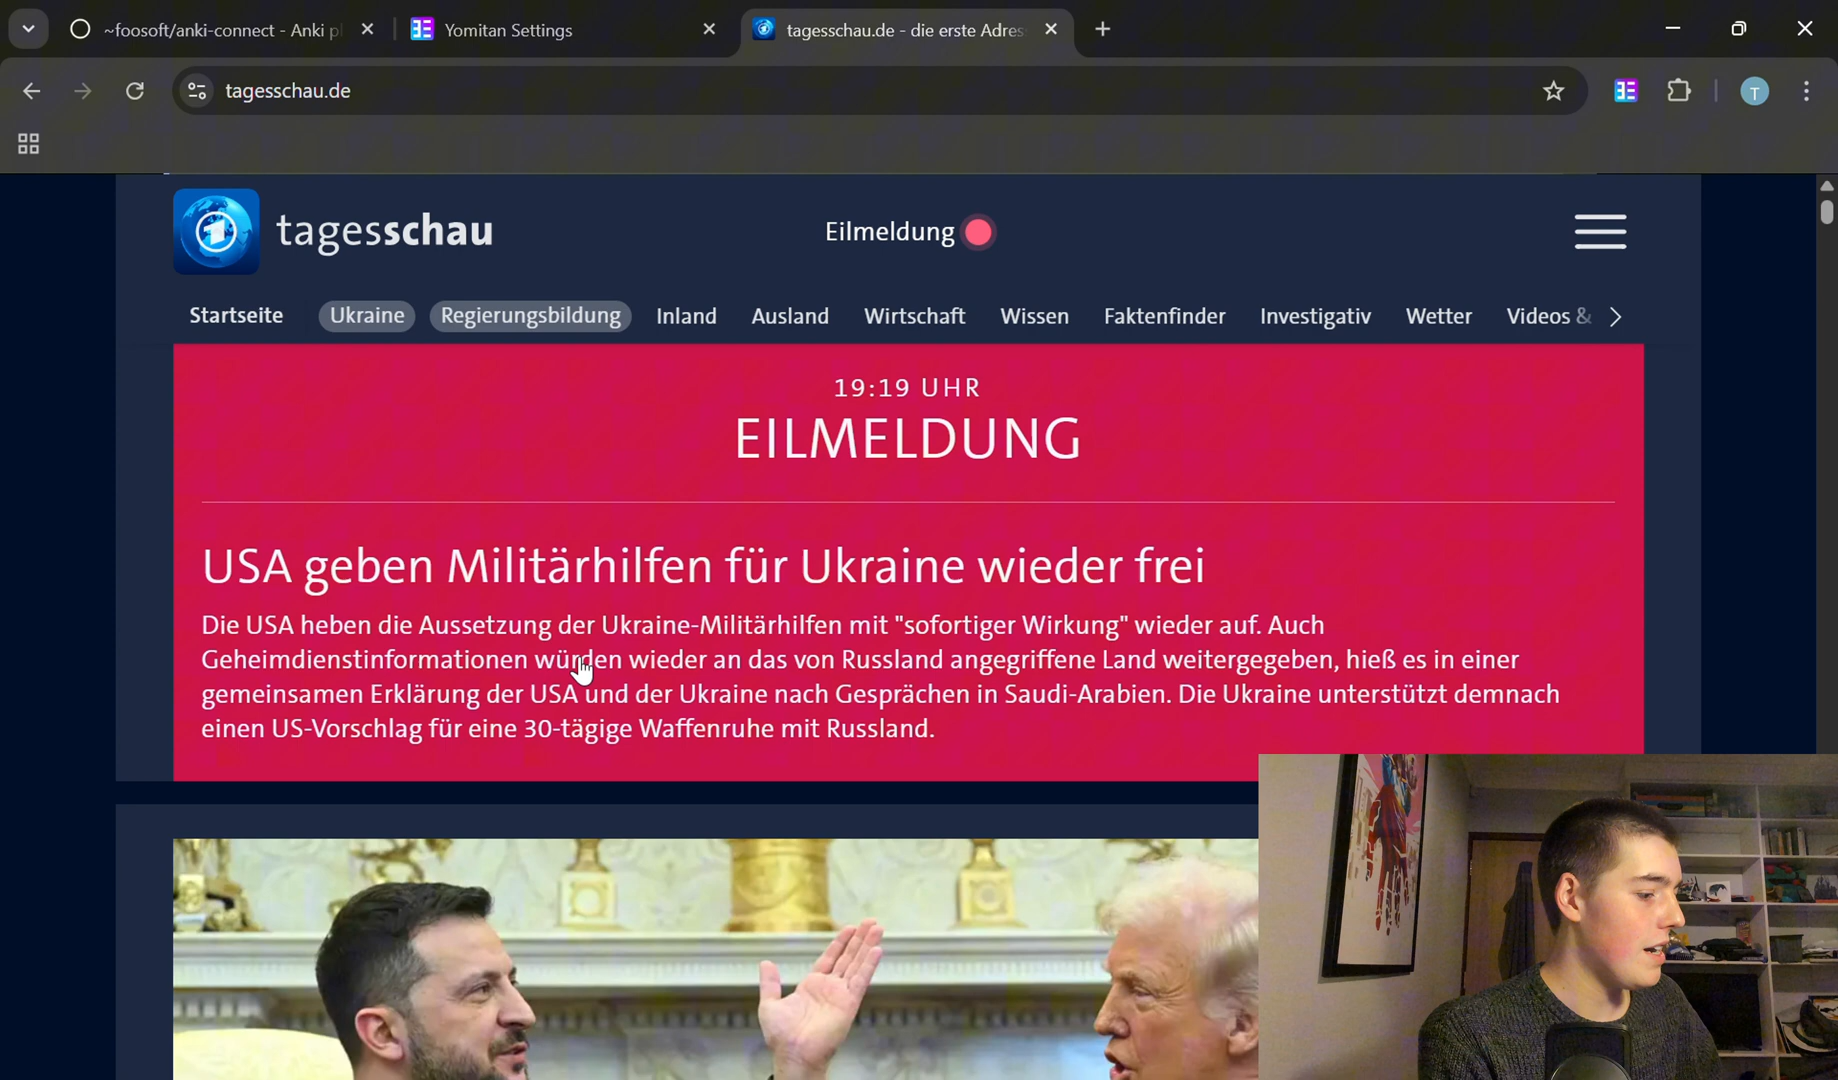 ~foosoft/anki-connect - Anki pl
Yomitan Settings
tagesschau.de - die erste Adres
tagesschau.de
T
1
tagesschau
Eilmeldung
Startseite Ukraine Regierungsbildung Inland Ausland Wirtschaft Wissen Faktenfinder Investigativ Wetter Videos &
19:19 UHR
EILMELDUNG
USA geben Militärhilfen für Ukraine wieder frei
Die USA heben die Aussetzung der Ukraine-Militärhilfen mit "sofortiger Wirkung" wieder auf. Auch
Geheimdienstinformationen würden wieder an das von Russland angegriffene Land weitergegeben, hieß es in einer
gemeinsamen Erklärung der USA und der Ukraine nach Gesprächen in Saudi-Arabien. Die Ukraine unterstützt demnach
einen US-Vorschlag für eine 30-tägige Waffenruhe mit Russland.